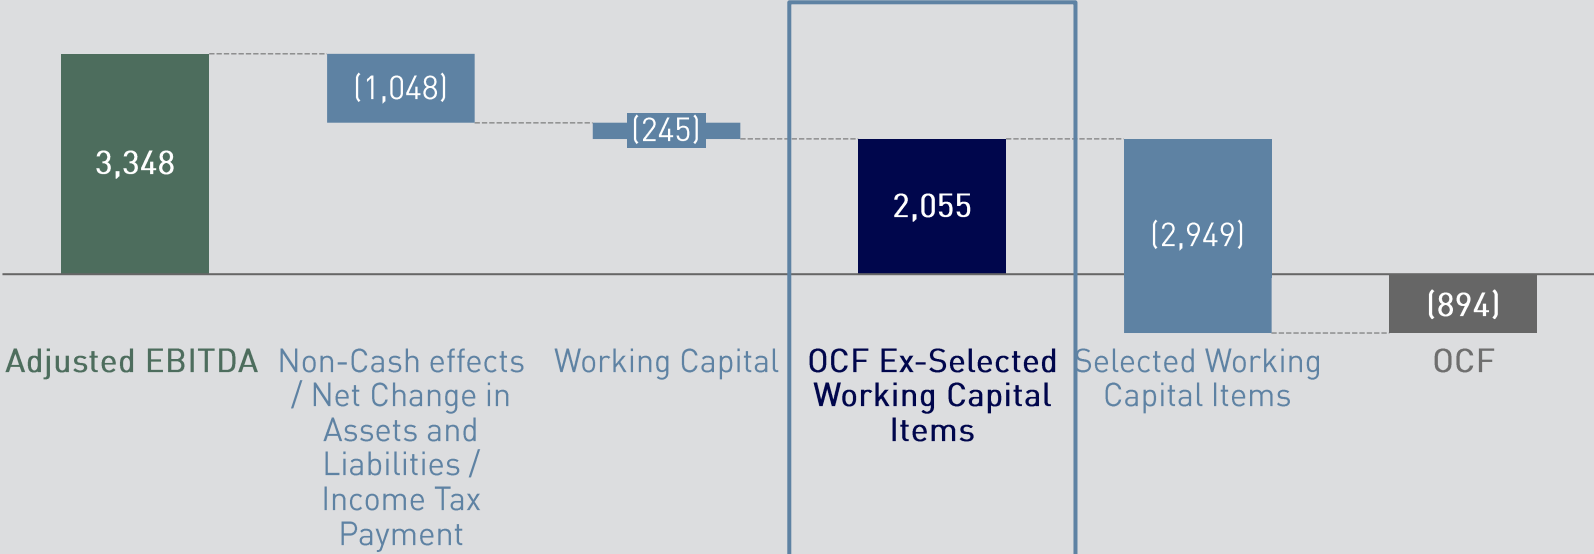 3,348
(1,048)
(245)
2,055
(2,949)
(894)
Adjusted EBITDA
Non-Cash effects
/ Net Change in
Assets and
Liabilities /
Income Tax
Payment
Working Capital
OCF Ex-Selected
Working Capital
Items
Selected Working
Capital Items
OCF